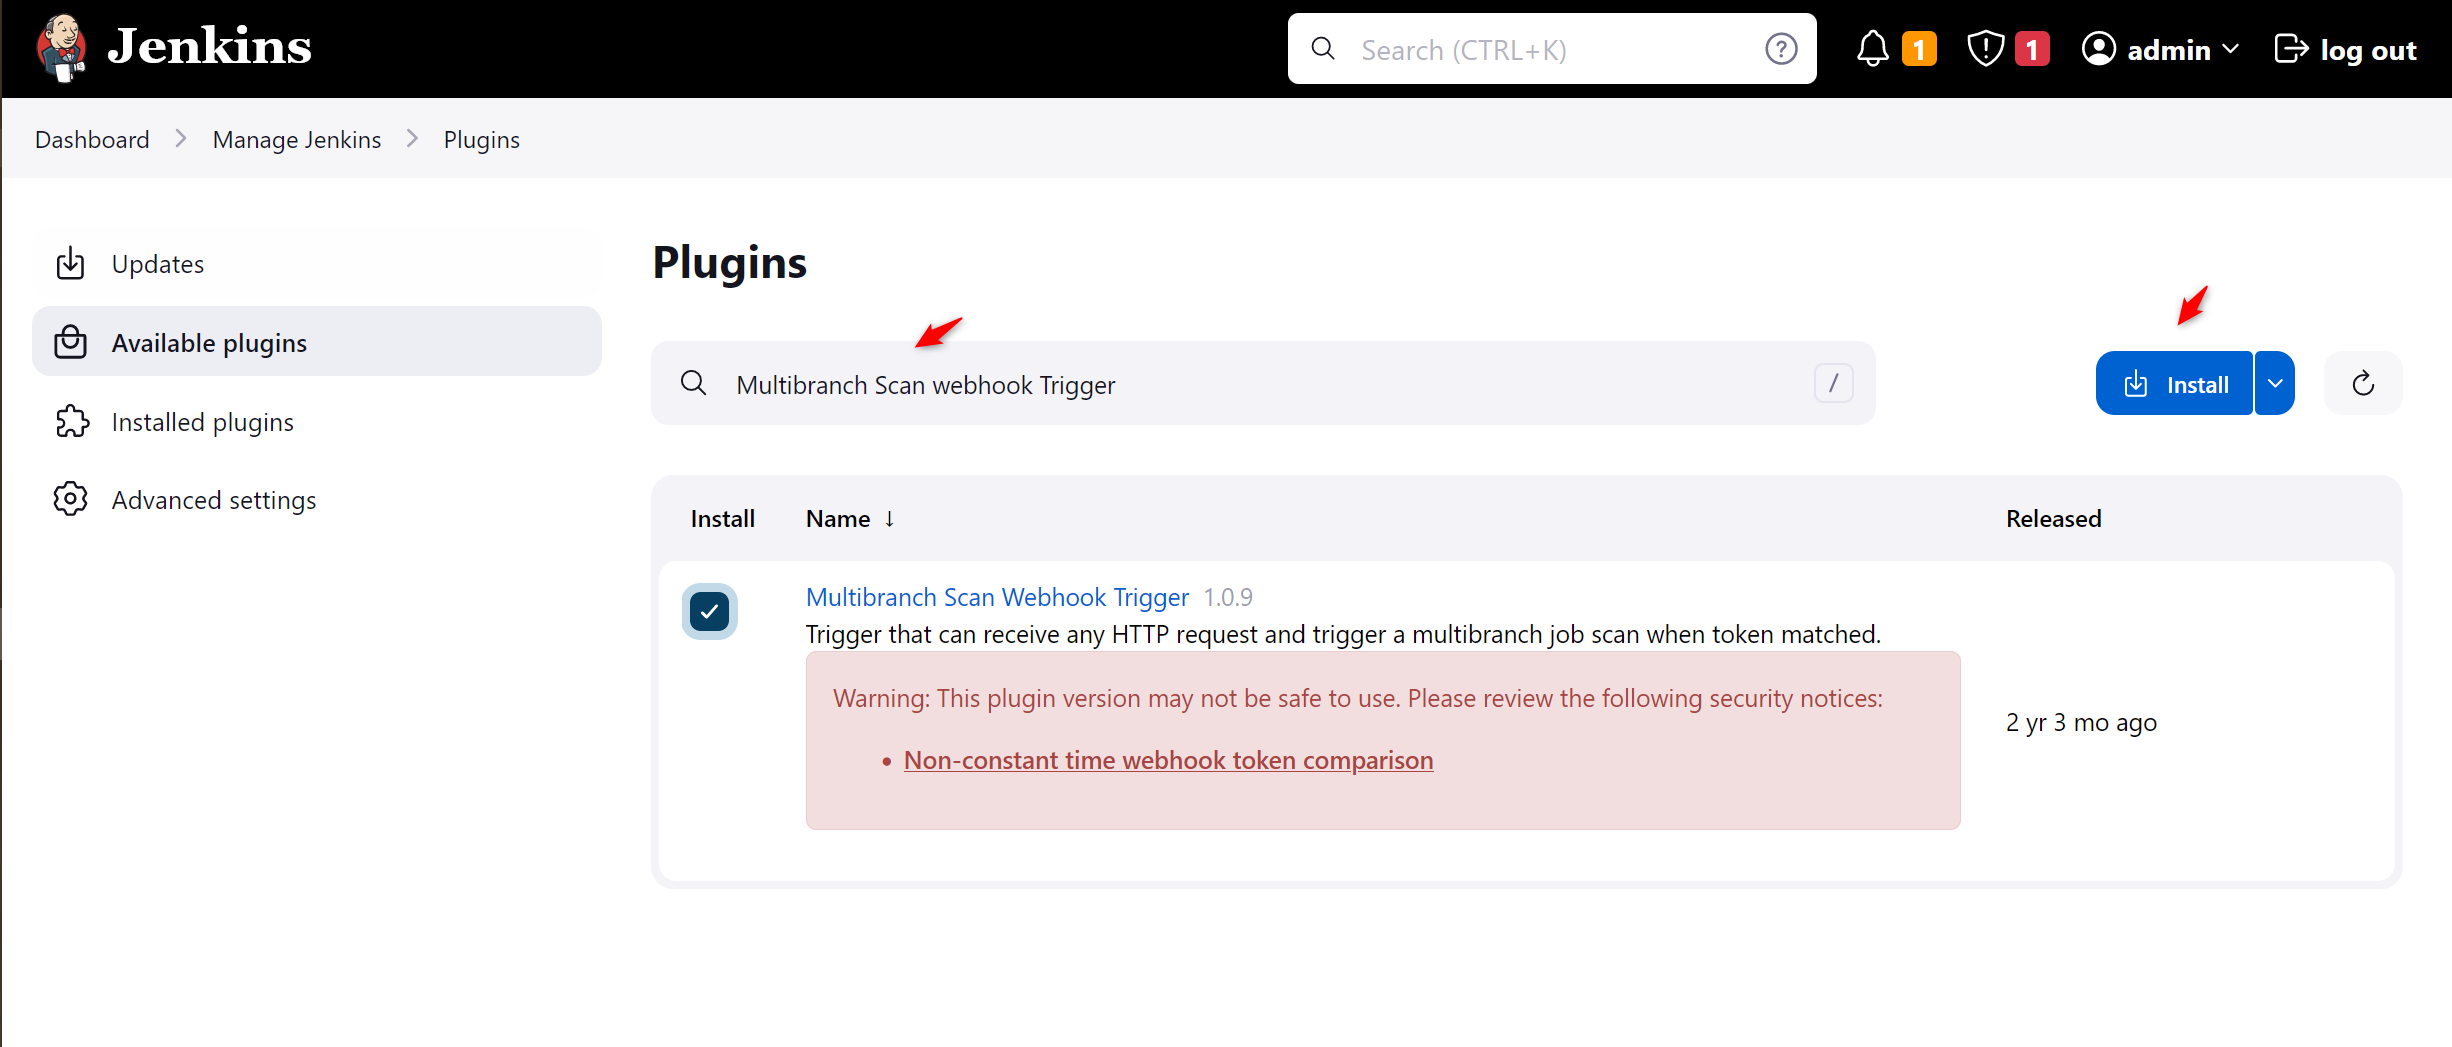 Jenkins
Search (CTRL+K)
1
1
admin
log out
Dashboard
Manage Jenkins
Plugins
Updates
Available plugins
Installed plugins
Advanced settings
Plugins
Multibranch Scan webhook Trigger
/
Install
Install
Name ↓
Released
Multibranch Scan Webhook Trigger 1.0.9
Trigger that can receive any HTTP request and trigger a multibranch job scan when token matched.
Warning: This plugin version may not be safe to use. Please review the following security notices:
• Non-constant time webhook token comparison
2 yr 3 mo ago